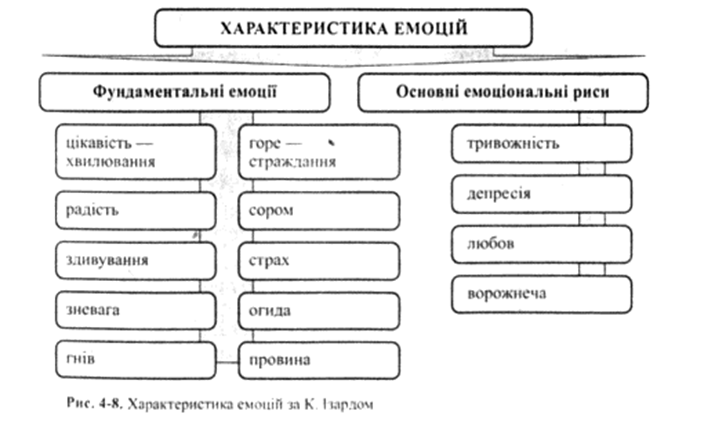 ХАРАКТЕРИСТИКА ЕМОЦІЙ
Фундаментальні емоції
Основні емоціональні риси
цікавість —
хвилювання
радість
здивування
зневага
гнів
горе —
страждання
сором
страх
огида
провина
тривожність
депресія
любов
ворожнеча
Рис. 4-8. Характеристика емоцій за К. Ізардом